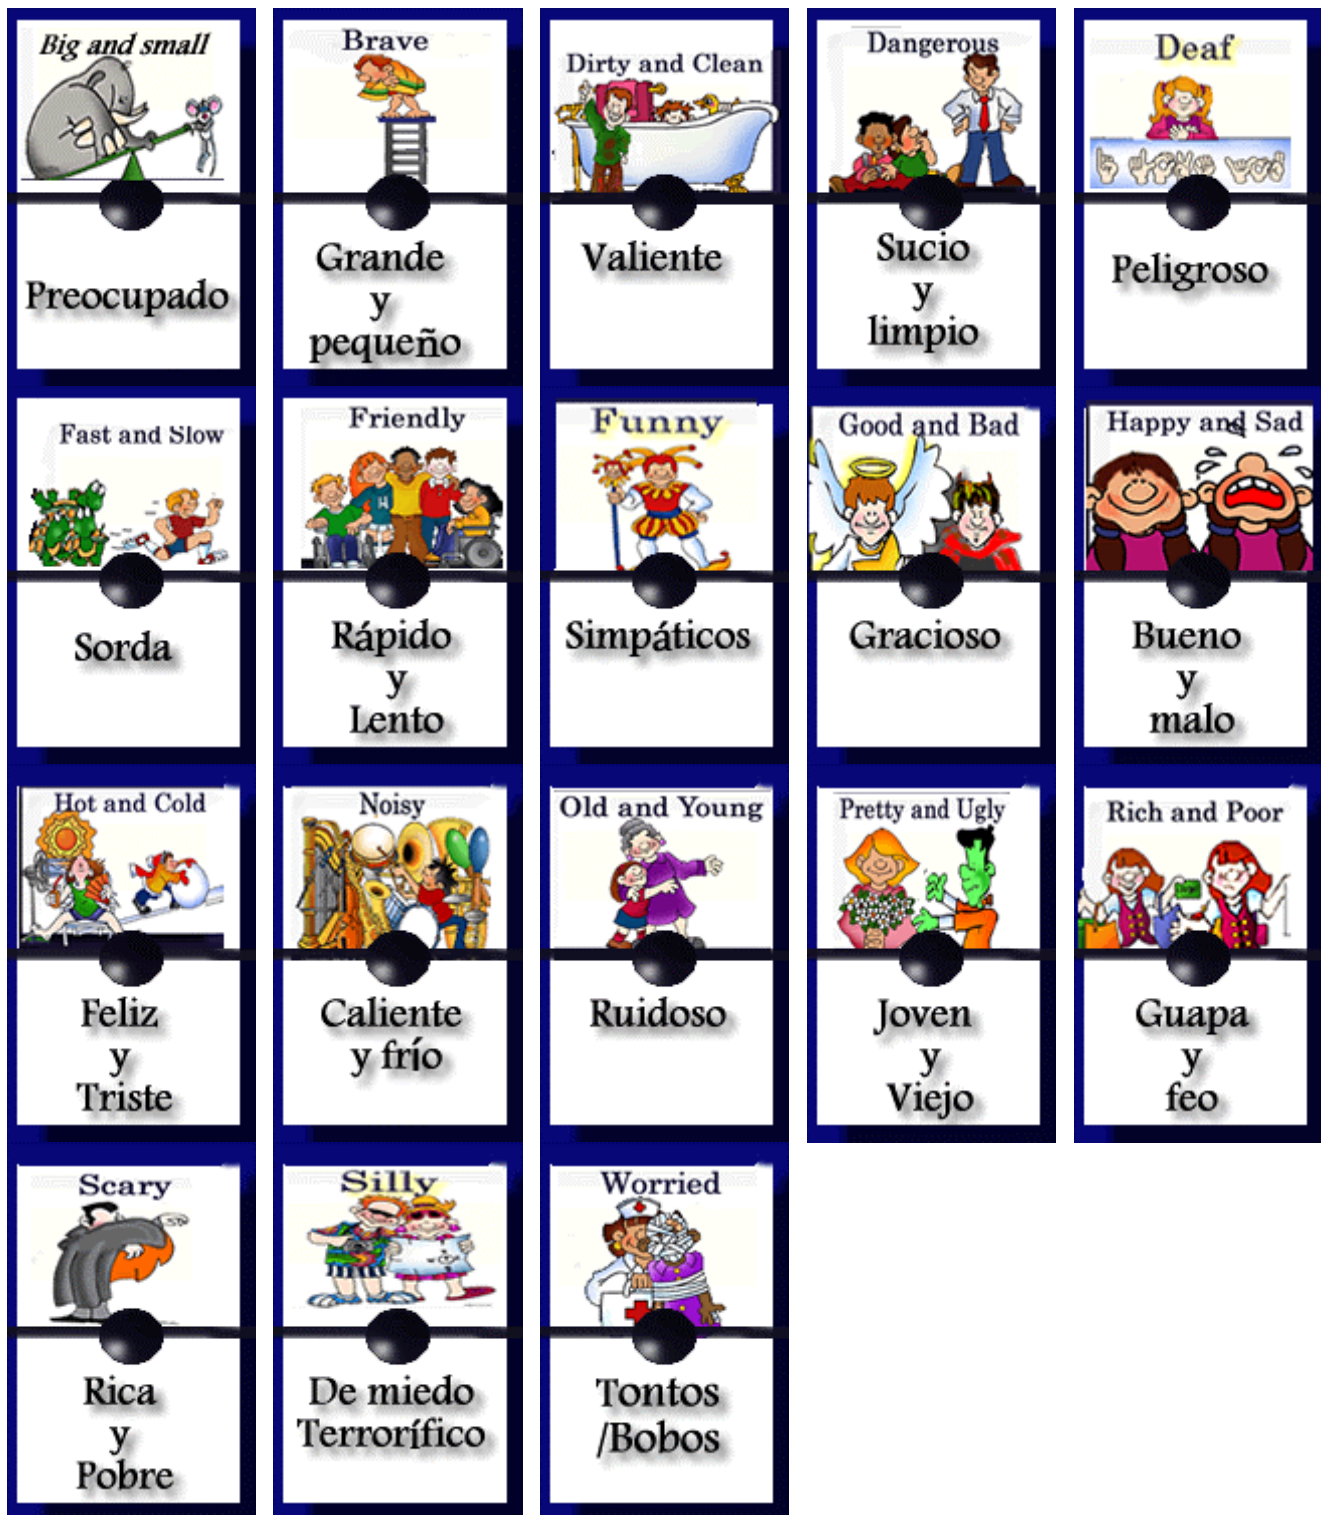 Big and small
Preocupado
Brave
Grande
y
pequeño
Dirty and Clean
Valiente
Dangerous
Sucio
y
limpio
Deaf
Peligroso
Fast and Slow
Sorda
Friendly
H
Rápido
y
Lento
Funny
Simpáticos
Good and Bad
Gracioso
Happy and Sad
Bueno
y
malo
Hot and Cold
Feliz
y
Triste
Noisy
Caliente
y frío
Old and Young
Ruidoso
Pretty and Ugly
Joven
y
Viejo
Rich and Poor
Guapa
y
feo
Scary
Rica
y
Pobre
Silly
De miedo
Terrorífico
Worried
Tontos
/Bobos